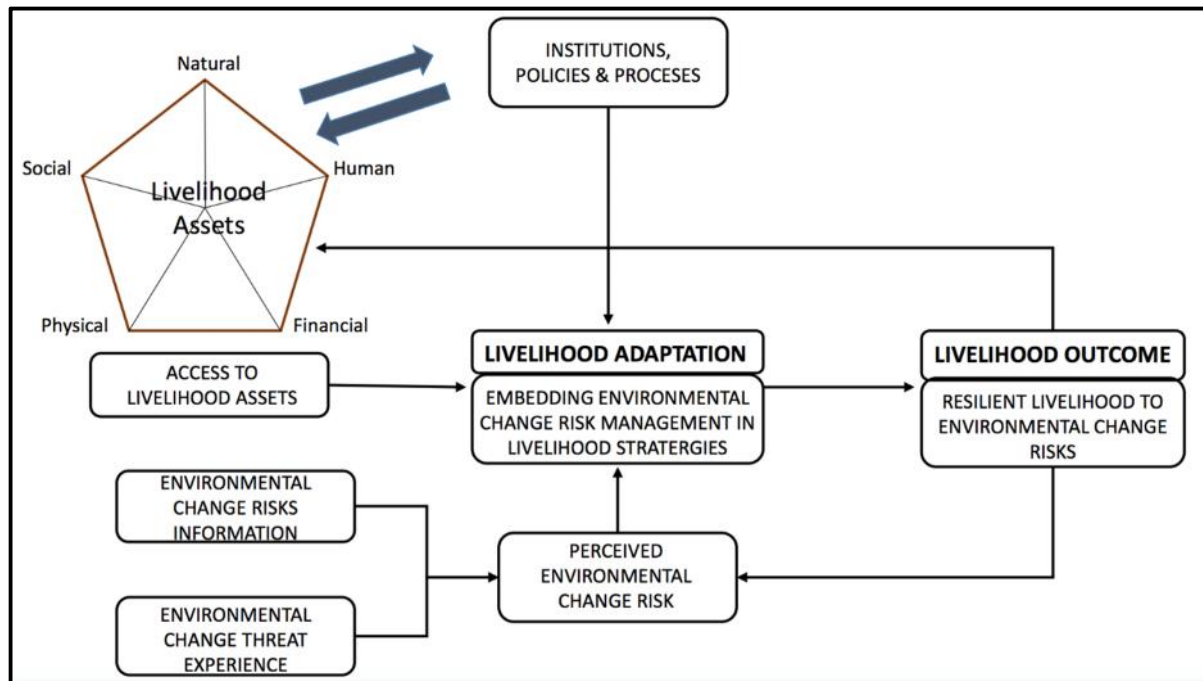 INSTITUTIONS,
POLICIES & PROCESES
Natural
Social
Human
Livelihood
Assets
Physical
Financial
ACCESS TO
LIVELIHOOD ASSETS
LIVELIHOOD ADAPTATION
EMBEDDING ENVIRONMENTAL
CHANGE RISK MANAGEMENT IN
LIVELIHOOD STRATERGIES
LIVELIHOOD OUTCOME
RESILIENT LIVELIHOOD TO
ENVIRONMENTAL CHANGE
RISKS
ENVIRONMENTAL
CHANGE RISKS
INFORMATION
PERCEIVED
ENVIRONMENTAL
CHANGE RISK
ENVIRONMENTAL
CHANGE THREAT
EXPERIENCE